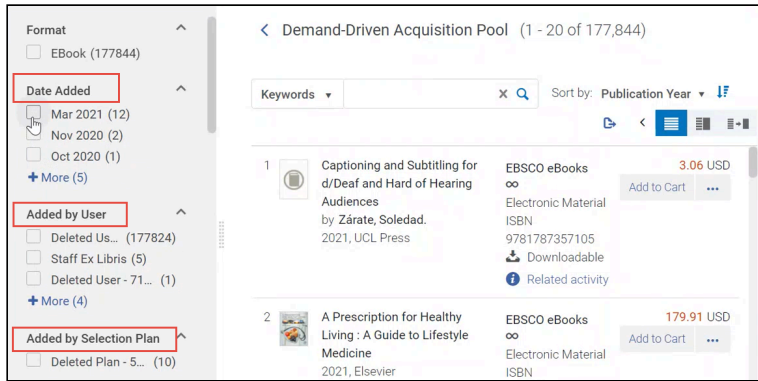 Format
EBook (177844)
Date Added
Mar 2021 (12)
Nov 2020 (2)
Oct 2020 (1)
+ More (5)
Added by User
Deleted Us... (177824)
Staff Ex Libris (5)
Deleted User - 71... (1)
+ More (4)
Added by Selection Plan
Deleted Plan - 5... (10)
Demand-Driven Acquisition Pool (1 - 20 of 177,844)
Keywords
Sort by: Publication Year
1
Captioning and Subtitling for
d/Deaf and Hard of Hearing
Audiences
by Zárate, Soledad.
2021, UCL Press
EBSCO eBooks
∞
Electronic Material
ISBN
9781787357105
Downloadable
Related activity
3.06 USD
Add to Cart
2
A Prescription for Healthy
Living : A Guide to Lifestyle
Medicine
2021, Elsevier
EBSCO eBooks
∞
Electronic Material
ISBN
179.91 USD
Add to Cart